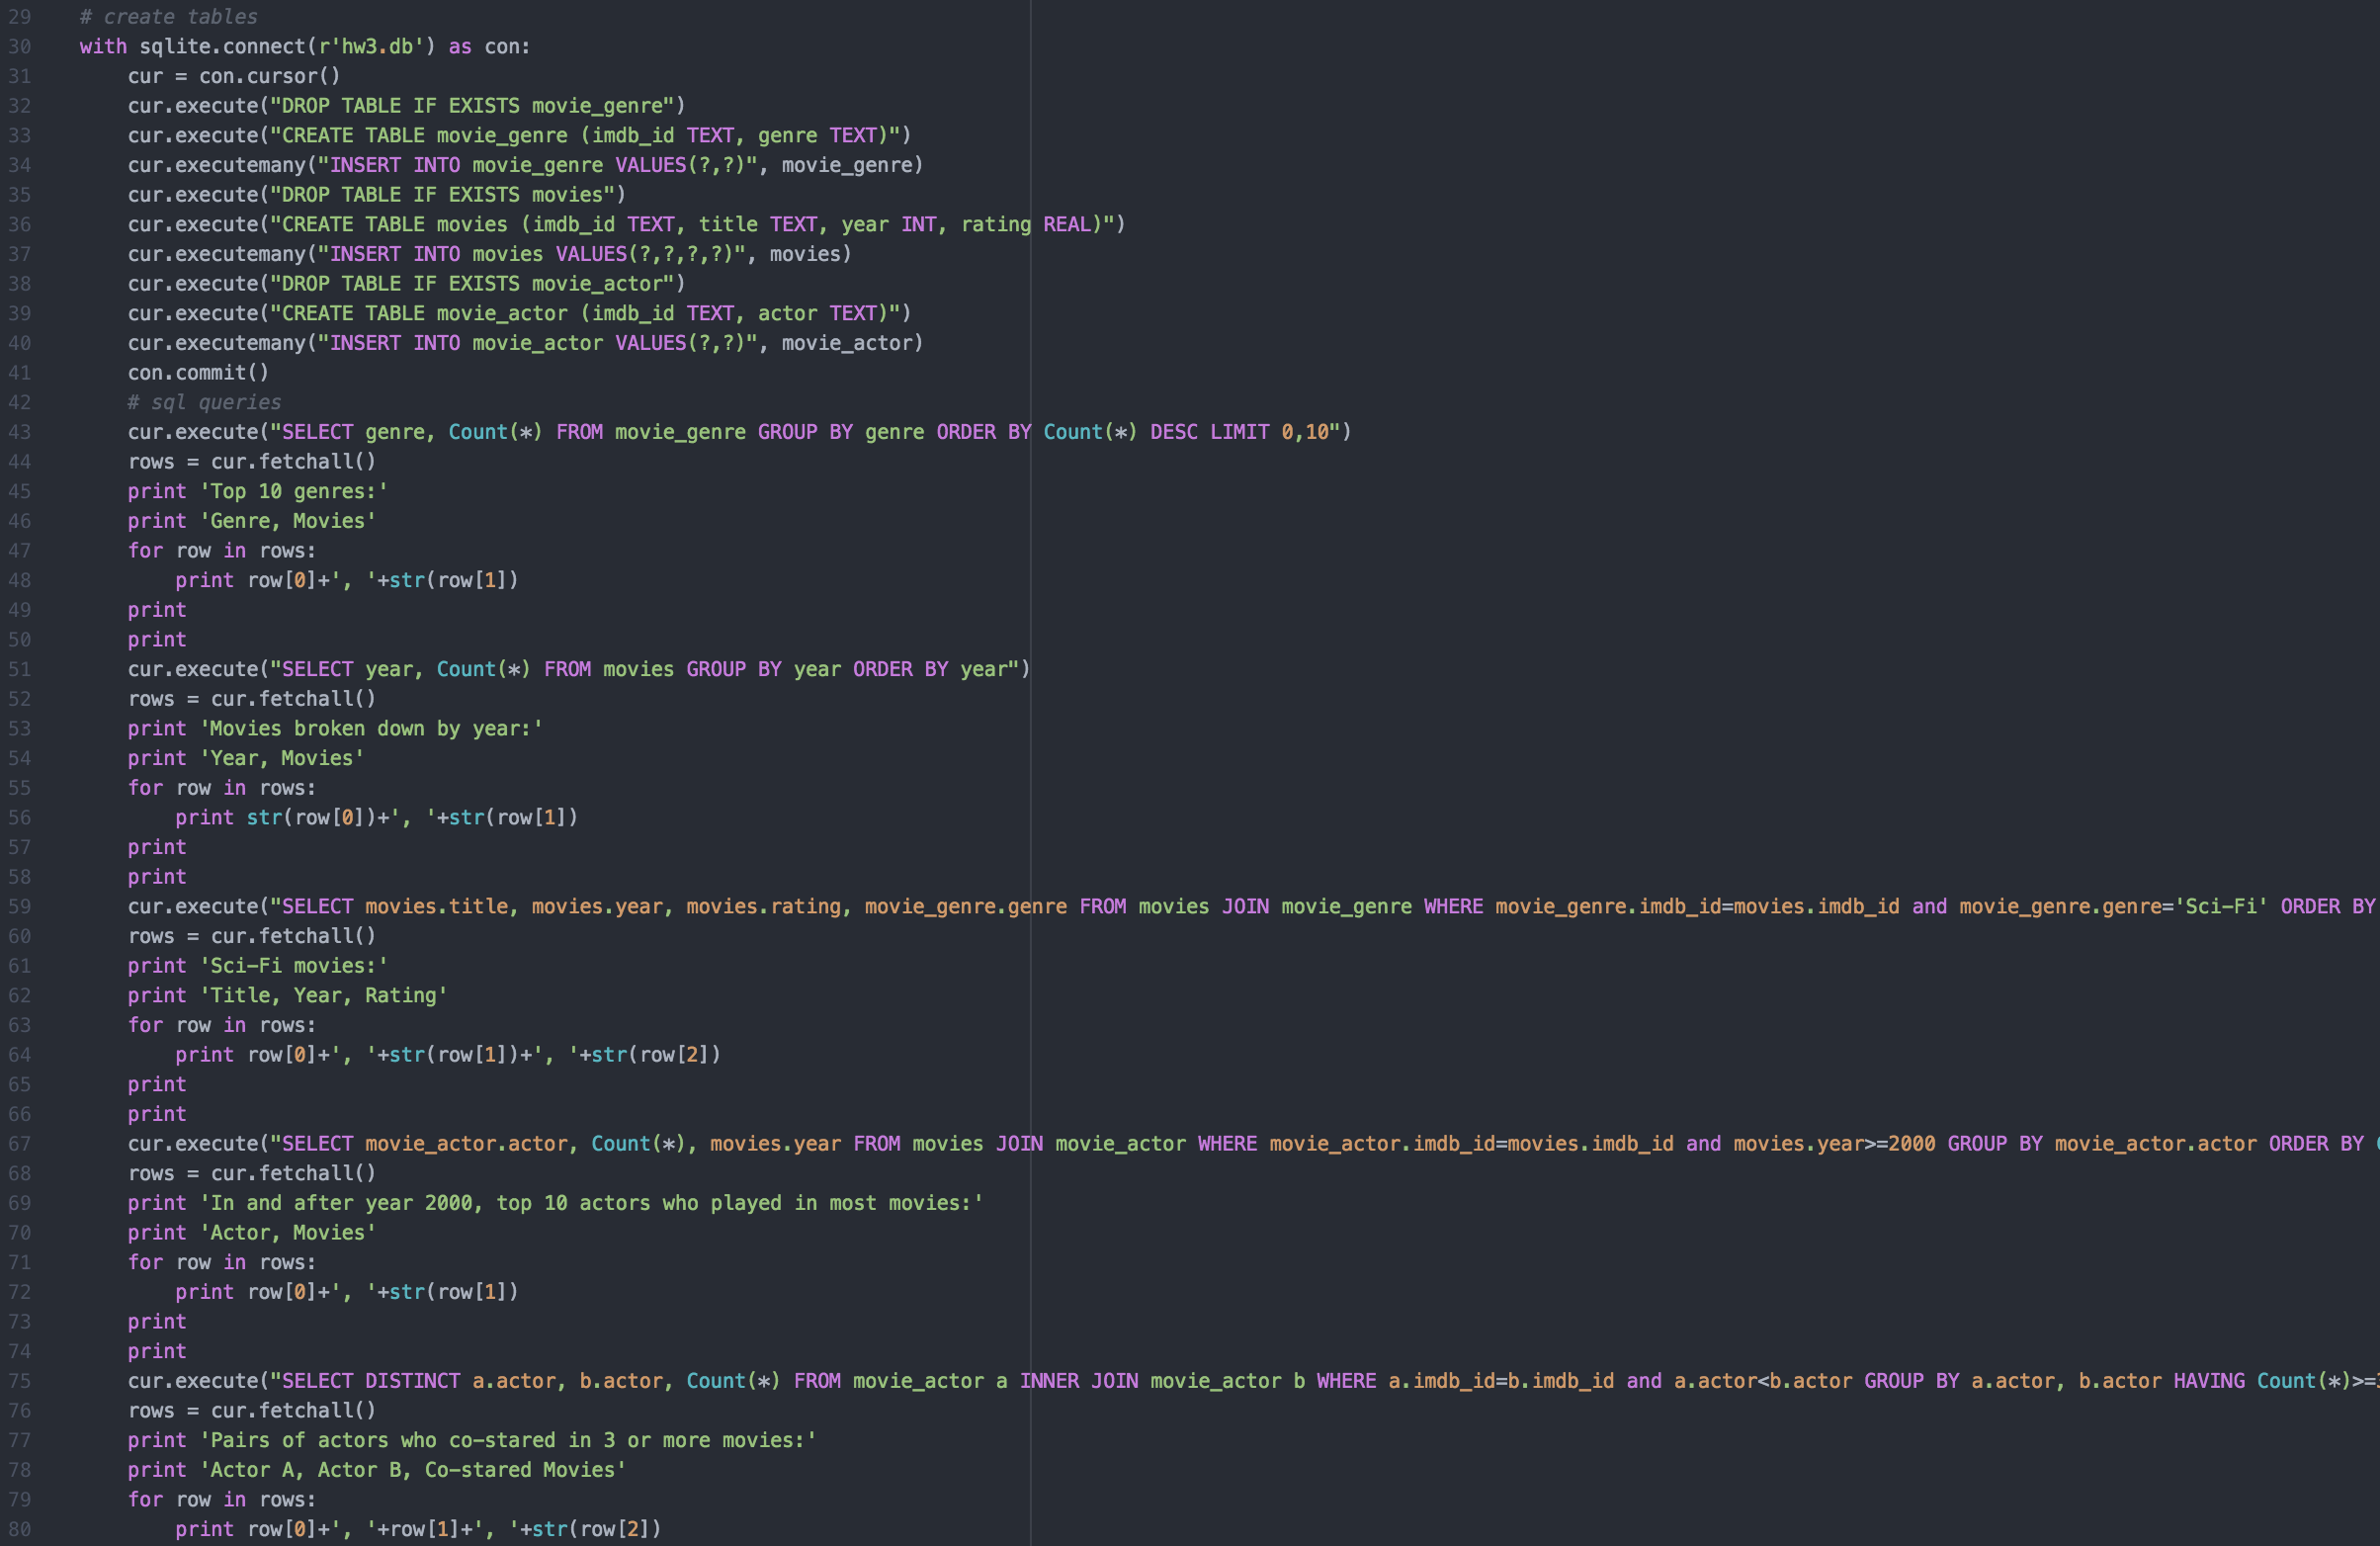 29 # create tables
30 with sqlite.connect(r'hw3.db') as con:
31 cur = con.cursor()
32 cur.execute("DROP TABLE IF EXISTS movie_genre")
33 cur.execute("CREATE TABLE movie_genre (imdb_id TEXT, genre TEXT)")
34 cur.executemany("INSERT INTO movie_genre VALUES(?,?)", movie_genre)
35 cur.execute("DROP TABLE IF EXISTS movies")
36 cur.execute("CREATE TABLE movies (imdb_id TEXT, title TEXT, year INT, rating REAL)")
37 cur.executemany("INSERT INTO movies VALUES(?,?,?,?)", movies)
38 cur.execute("DROP TABLE IF EXISTS movie_actor")
39 cur.execute("CREATE TABLE movie_actor (imdb_id TEXT, actor TEXT)")
40 cur.executemany("INSERT INTO movie_actor VALUES(?,?)", movie_actor)
41 con.commit()
42 # sql queries
43 cur.execute("SELECT genre, Count(*) FROM movie_genre GROUP BY genre ORDER BY Count(*) DESC LIMIT 0,10")
44 rows = cur.fetchall()
45 print 'Top 10 genres:'
46 print 'Genre, Movies'
47 for row in rows:
48 print row[0]+', '+str(row[1])
49 print
50 print
51 cur.execute("SELECT year, Count(*) FROM movies GROUP BY year ORDER BY year")
52 rows = cur.fetchall()
53 print 'Movies broken down by year:'
54 print 'Year, Movies'
55 for row in rows:
56 print str(row[0])+', '+str(row[1])
57 print
58 print
59 cur.execute("SELECT movies.title, movies.year, movies.rating, movie_genre.genre FROM movies JOIN movie_genre WHERE movie_genre.imdb_id=movies.imdb_id and movie_genre.genre='Sci-Fi' ORDER BY
60 rows = cur.fetchall()
61 print 'Sci-Fi movies:'
62 print 'Title, Year, Rating'
63 for row in rows:
64 print row[0]+', '+str(row[1])+', '+str(row[2])
65 print
66 print
67 cur.execute("SELECT movie_actor.actor, Count(*), movies.year FROM movies JOIN movie_actor WHERE movie_actor.imdb_id=movies.imdb_id and movies.year>=2000 GROUP BY movie_actor.actor ORDER BY
68 rows = cur.fetchall()
69 print 'In and after year 2000, top 10 actors who played in most movies:'
70 print 'Actor, Movies'
71 for row in rows:
72 print row[0]+', '+str(row[1])
73 print
74 print
75 cur.execute("SELECT DISTINCT a.actor, b.actor, Count(*) FROM movie_actor a INNER JOIN movie_actor b WHERE a.imdb_id=b.imdb_id and a.actor<b.actor GROUP BY a.actor, b.actor HAVING Count(*)>=
76 rows = cur.fetchall()
77 print 'Pairs of actors who co-stared in 3 or more movies:'
78 print 'Actor A, Actor B, Co-stared Movies'
79 for row in rows:
80 print row[0]+', '+row[1]+', '+str(row[2])